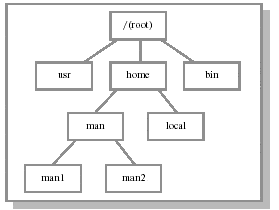 /(root)
usr home bin
man local
man1 man2